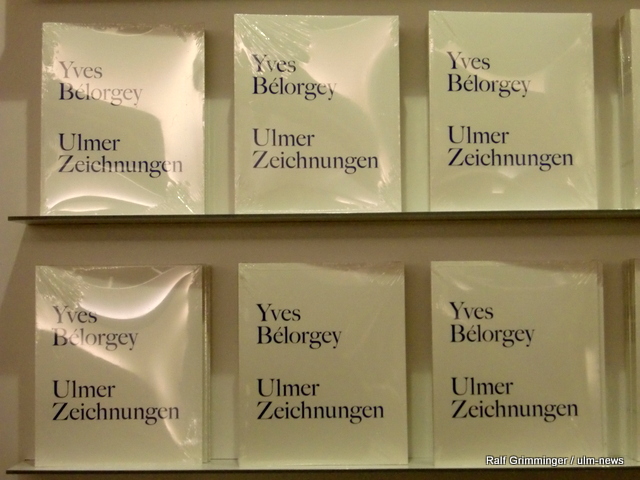 Yves
Bélorgey
Ulmer
Zeichnungen
Yves
Bélorgey
Ulmer
Zeichnungen
Yves
Bélorgey
Ulmer
Zeichnungen
Yves
Bélorgey
Ulmer
Zeichnungen
Yves
Bélorgey
Ulmer
Zeichnungen
Yves
Bélorgey
Ulmer
Zeichnungen
Ralf Grimminger / ulm-news